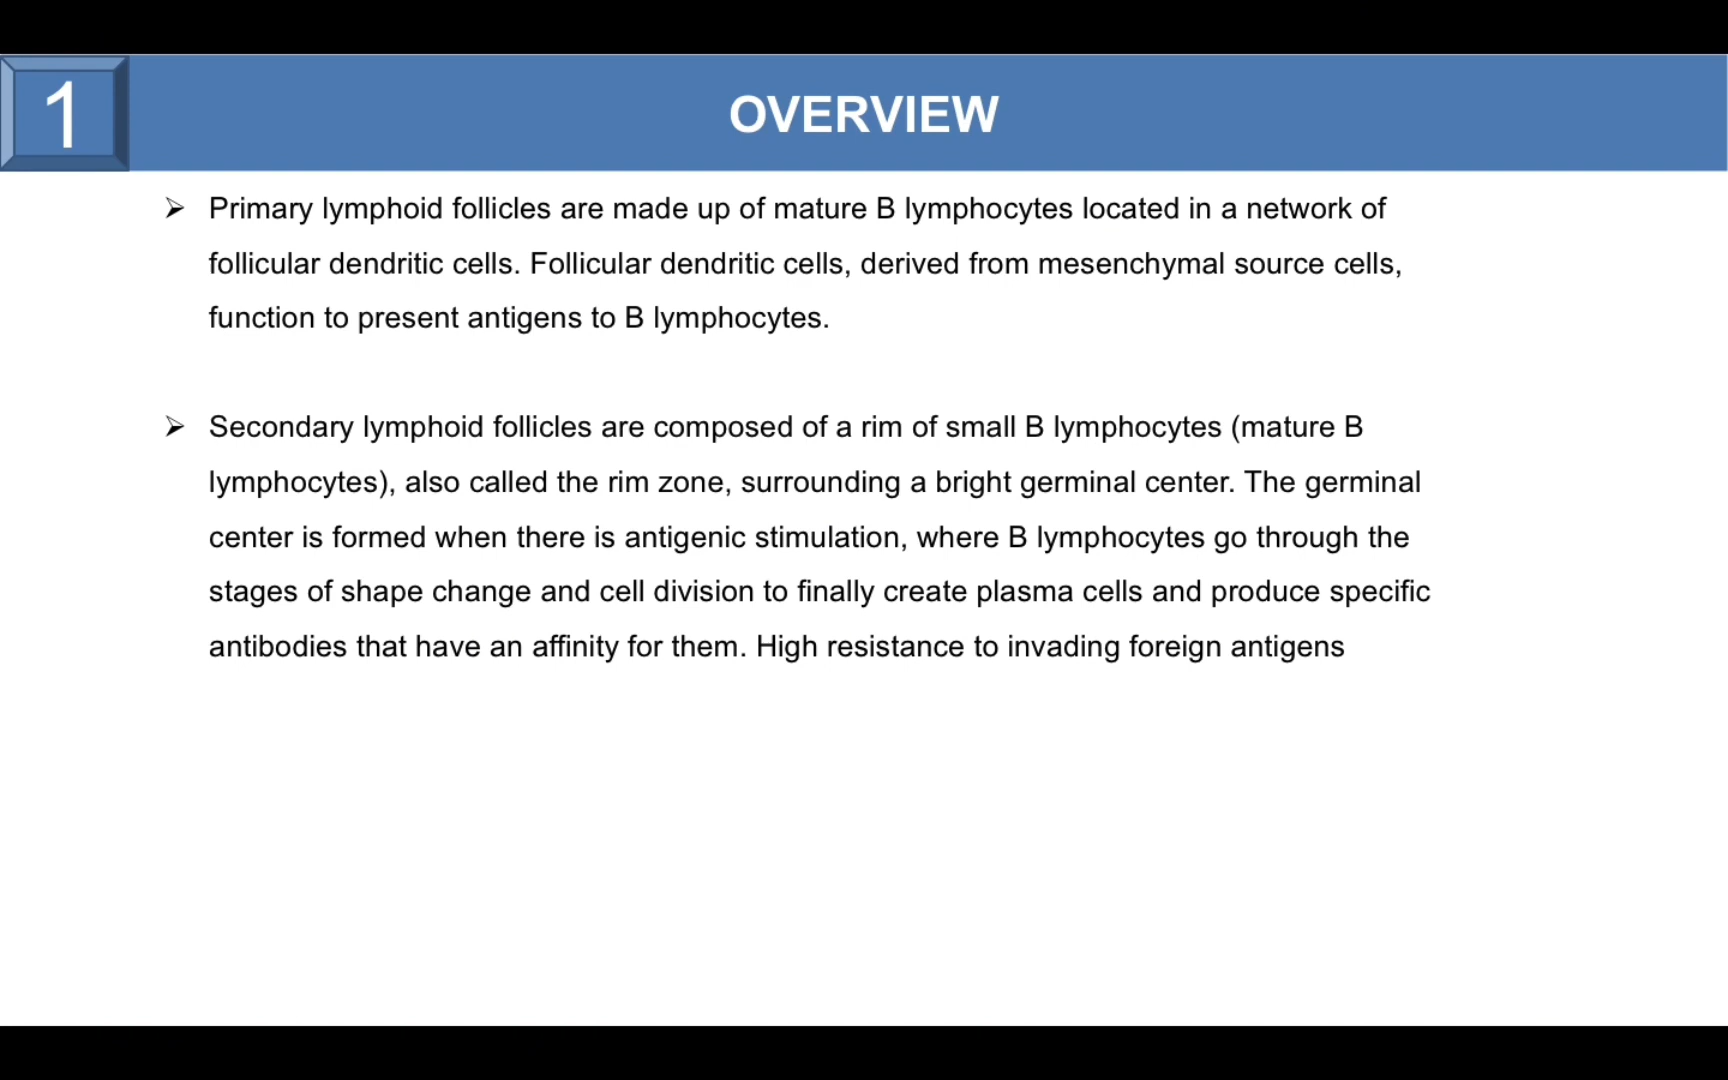 1
OVERVIEW
➢ Primary lymphoid follicles are made up of mature B lymphocytes located in a network of
follicular dendritic cells. Follicular dendritic cells, derived from mesenchymal source cells,
function to present antigens to B lymphocytes.
➢ Secondary lymphoid follicles are composed of a rim of small B lymphocytes (mature B
lymphocytes), also called the rim zone, surrounding a bright germinal center. The germinal
center is formed when there is antigenic stimulation, where B lymphocytes go through the
stages of shape change and cell division to finally create plasma cells and produce specific
antibodies that have an affinity for them. High resistance to invading foreign antigens